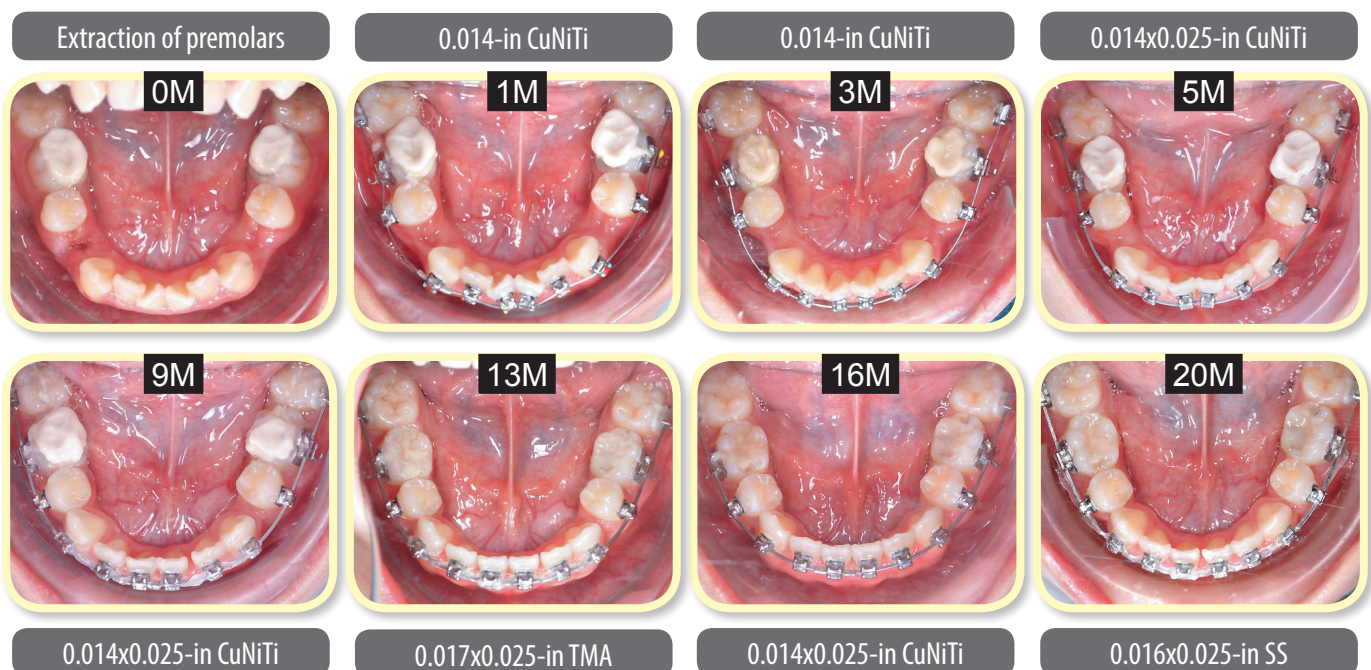 Extraction of premolars
0.014-in CuNiTi
0.014-in CuNiTi
0.014x0.025-in CuNiTi
0M
1M
3M
5M
9M
13M
16M
20M
0.014x0.025-in CuNiTi
0.017x0.025-in TMA
0.014x0.025-in CuNiTi
0.016x0.025-in SS